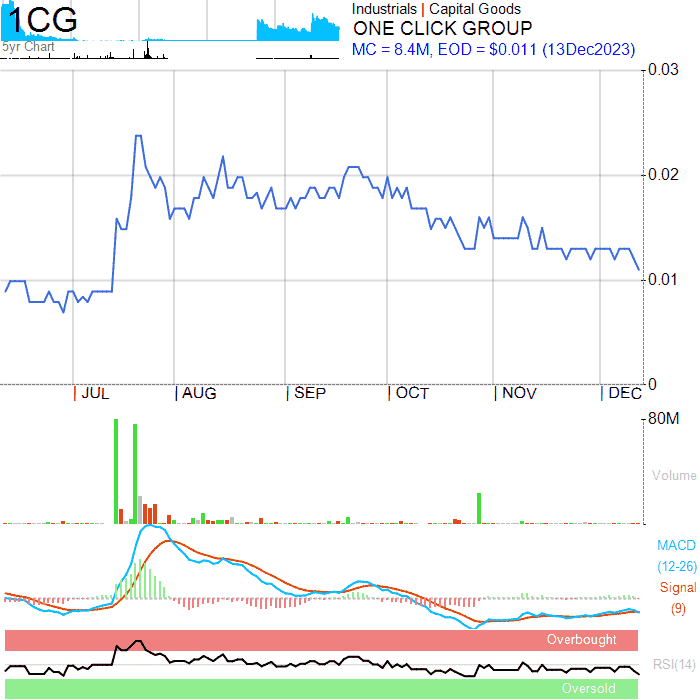 1CG
5yr Chart
Industrials | Capital Goods
ONE CLICK GROUP
MC = 8.4M, EOD = $0.011 (13Dec2023)
0.03
0.02
0.01
0
JUL AUG SEP OCT NOV DEC
80M
Volume
MACD
(12-26)
Signal
(9)
Overbought
RSI(14)
Oversold